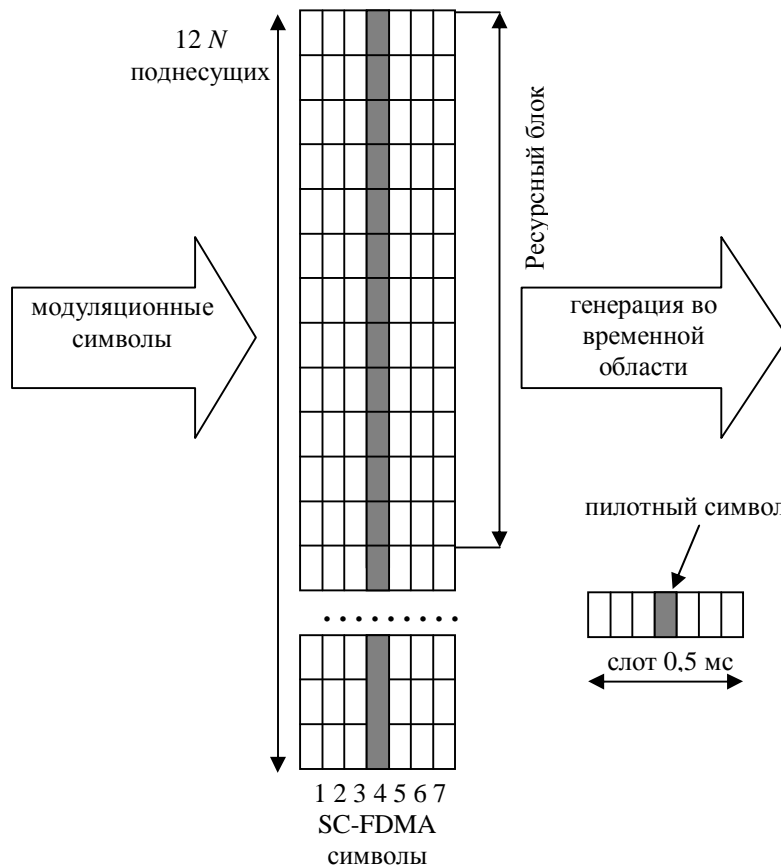 12 N
поднесущих
Ресурсный блок
модуляционные
символы
генерация во
временной
области
пилотный символ
слот 0,5 мс
1 2 3 4 5 6 7
SC-FDMA
символы